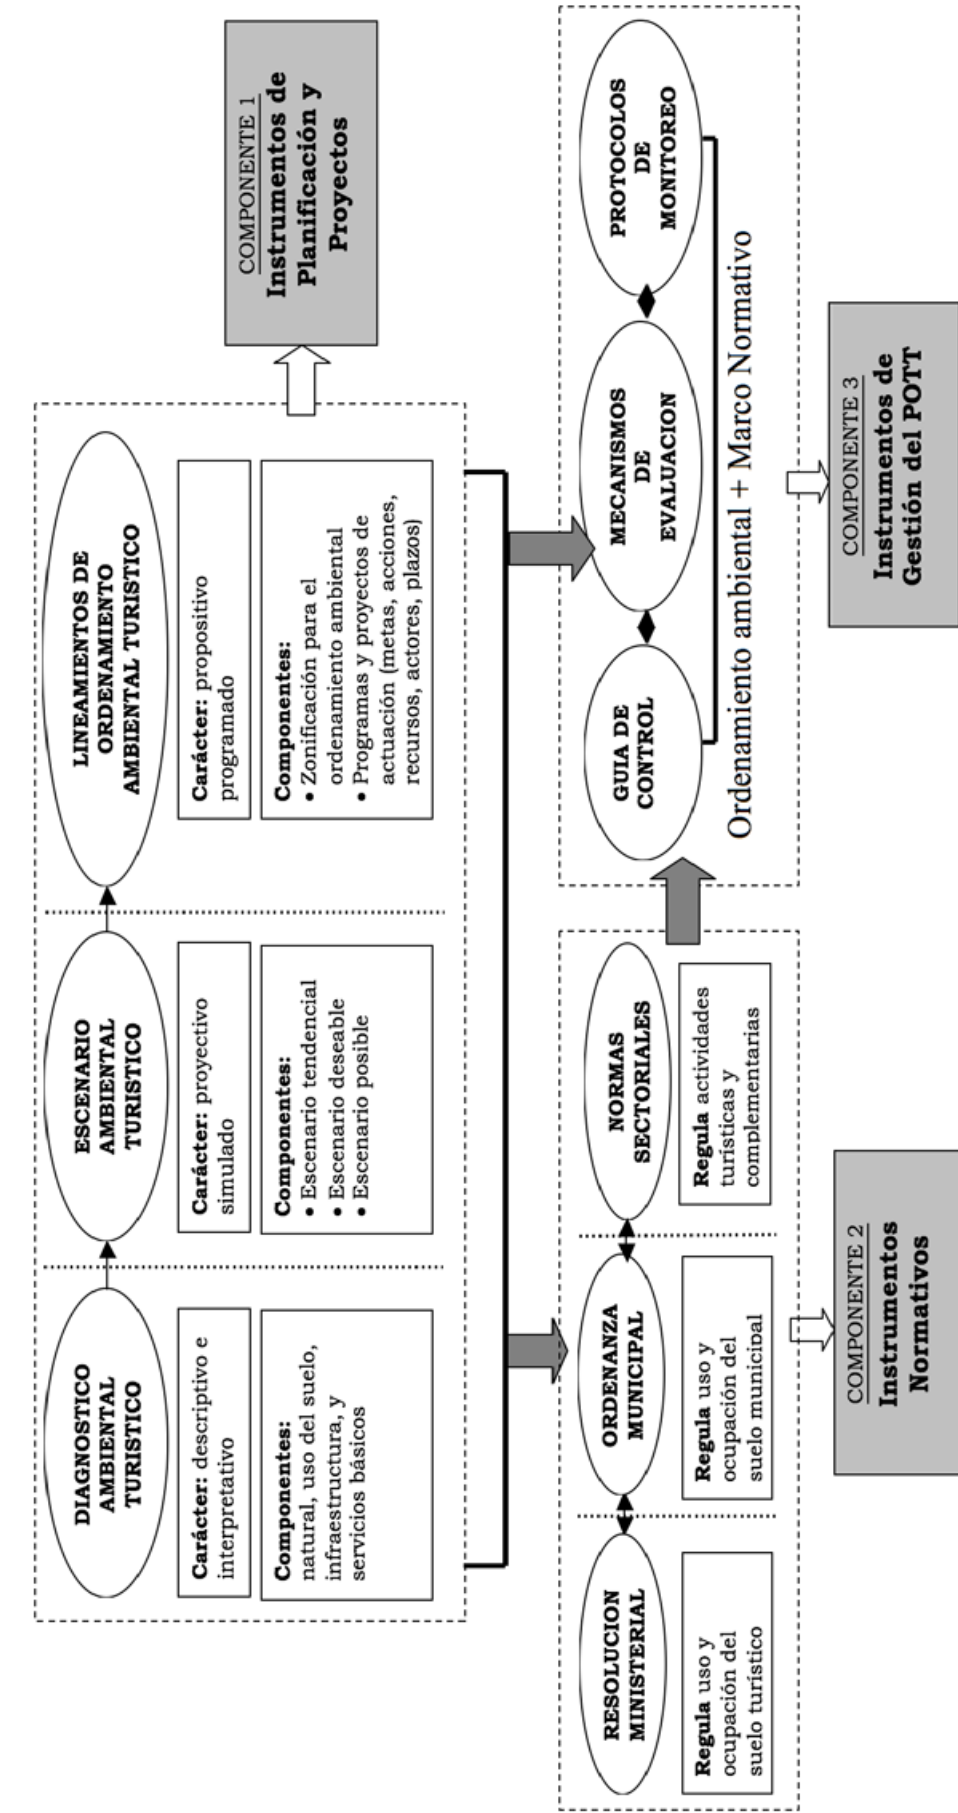 DIAGNOSTICO
AMBIENTAL
TURISTICO
Carácter: descriptivo e
interpretativo
Componentes:
natural, uso del suelo,
infraestructura, y
servicios básicos
ESCENARIO
AMBIENTAL
TURISTICO
Carácter: proyectivo
simulado
Componentes:
• Escenario tendencial
• Escenario deseable
• Escenario posible
LINEAMIENTOS DE
ORDENAMIENTO
AMBIENTAL TURISTICO
Carácter: propositivo
programado
Componentes:
• Zonificación para el
ordenamiento ambiental
• Programas y proyectos de
actuación (metas, acciones,
recursos, actores, plazos)
COMPONENTE 1
Instrumentos de
Planificación y
Proyectos
RESOLUCION
MINISTERIAL
Regula uso y
ocupación del
suelo turístico
ORDENANZA
MUNICIPAL
Regula uso y
ocupación del
suelo municipal
NORMAS
SECTORIALES
Regula actividades
turísticas y
complementarias
COMPONENTE 2
Instrumentos
Normativos
GUIA DE
CONTROL
MECANISMOS
DE
EVALUACION
PROTOCOLOS
DE
MONITOREO
Ordenamiento ambiental + Marco Normativo
COMPONENTE 3
Instrumentos de
Gestión del POTT